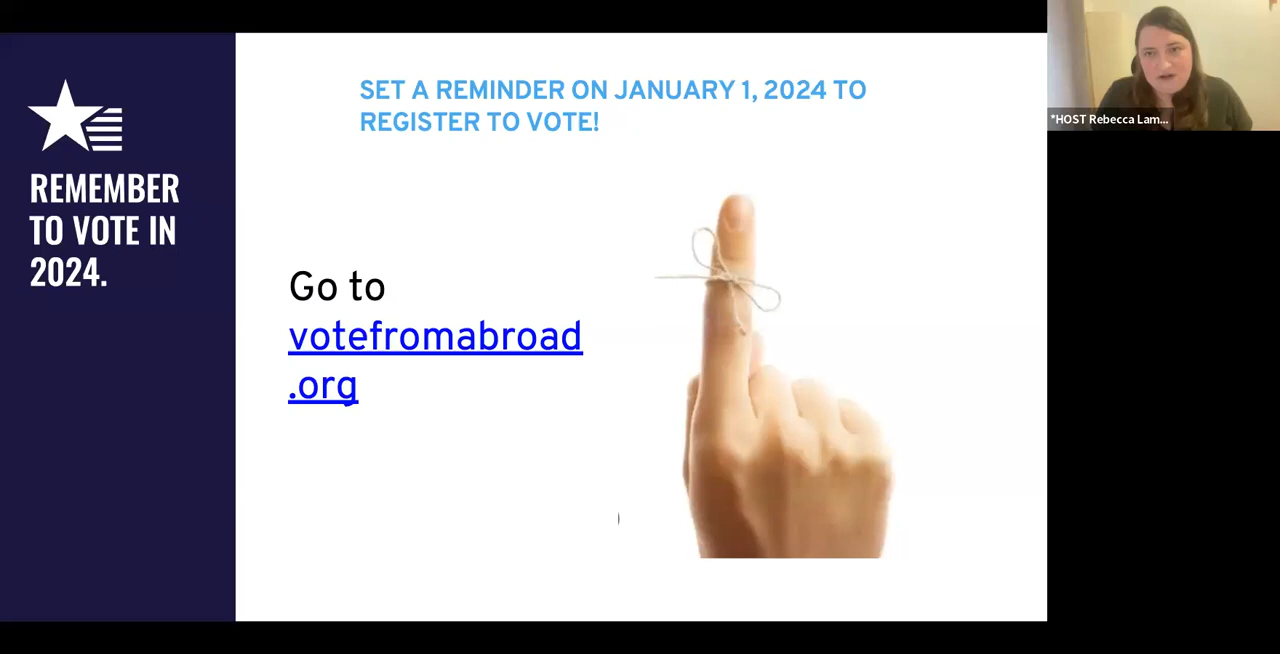 REMEMBER
TO VOTE IN
2024.
SET A REMINDER ON JANUARY 1, 2024 TO
REGISTER TO VOTE!
Go to
votefromabroad
.org
)
*HOST Rebecca Lam...